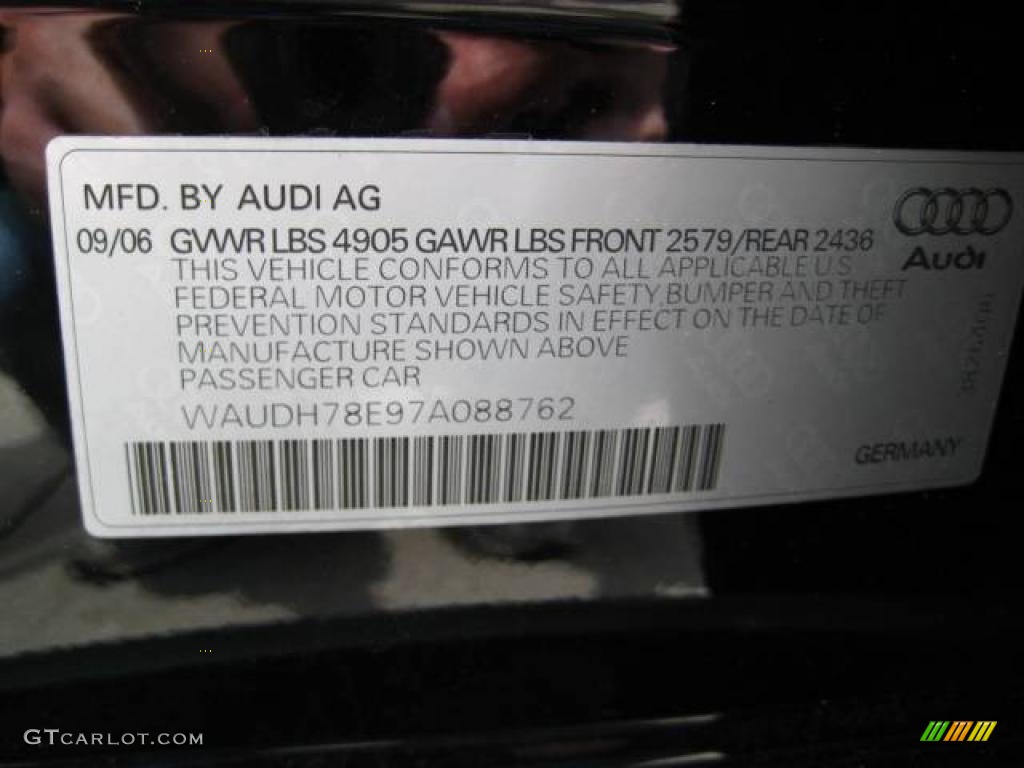 MFD. BY AUDI AG
09/06 GVWR LBS 4905 GAWR LBS FRONT 2579/REAR 2436
Audi
THIS VEHICLE CONFORMS TO ALL APPLICABLE U.S
FEDERAL MOTOR VEHICLE SAFETY,BUMPER AND THEFT
PREVENTION STANDARDS IN EFFECT ON THE DATE OF
MANUFACTURE SHOWN ABOVE
PASSENGER CAR
WAUDH78E97A088762
GERMANY
GTCARLOT.COM